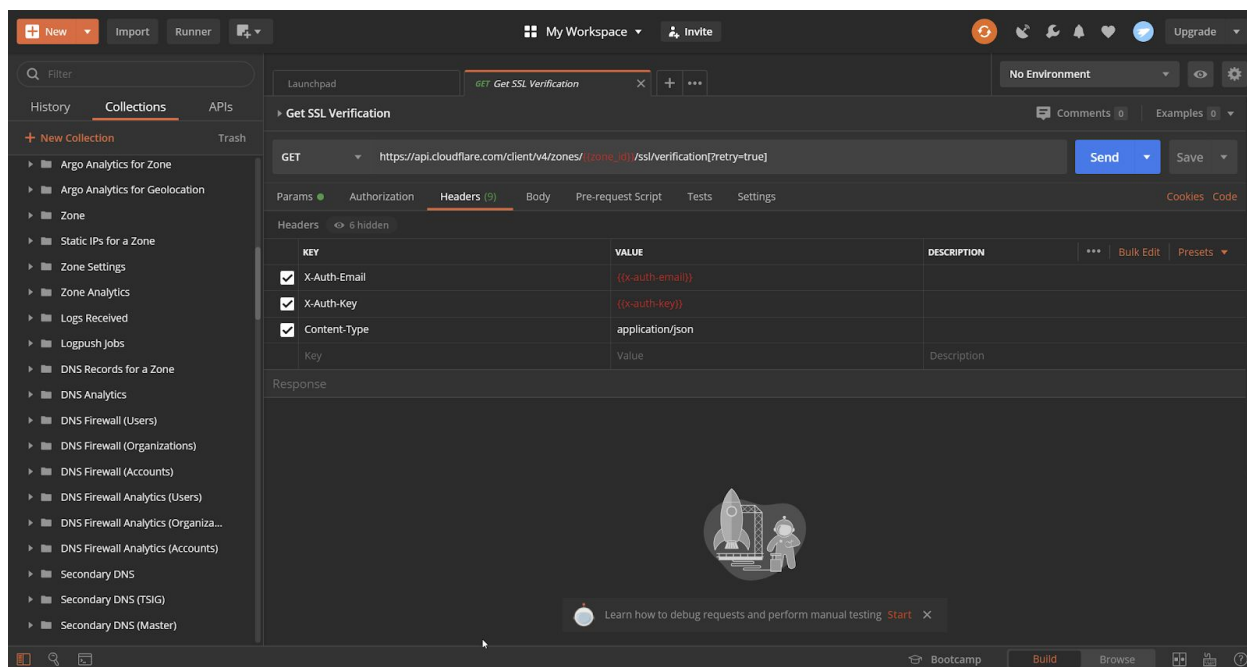 New Import Runner My Workspace Invite Upgrade
Filter
Launchpad GET Get SSL Verification No Environment
History Collections APIs
Get SSL Verification Comments 0 Examples 0
+ New Collection Trash
Argo Analytics for Zone
Argo Analytics for Geolocation
Zone
Static IPs for a Zone
Zone Settings
Zone Analytics
Logs Received
Logpush Jobs
DNS Records for a Zone
DNS Analytics
DNS Firewall (Users)
DNS Firewall (Organizations)
DNS Firewall (Accounts)
DNS Firewall Analytics (Users)
DNS Firewall Analytics (Organiza...
DNS Firewall Analytics (Accounts)
Secondary DNS
Secondary DNS (TSIG)
Secondary DNS (Master)
GET https://api.cloudflare.com/client/v4/zones/{{zone_id}}/ssl/verification[?retry=true] Send Save
Params Authorization Headers (9) Body Pre-request Script Tests Settings Cookies Code
Headers 6 hidden
KEY VALUE DESCRIPTION ••• Bulk Edit Presets
X-Auth-Email {{x-auth-email}}
X-Auth-Key {{x-auth-key}}
Content-Type application/json
Key Value Description
Response
Learn how to debug requests and perform manual testing Start
Bootcamp Build Browse